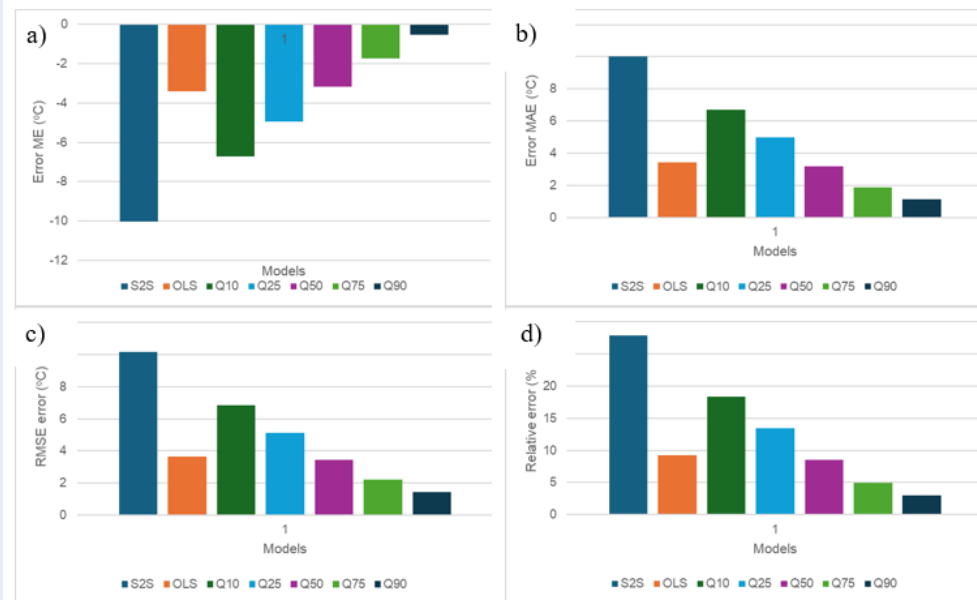 a)
0
-2
-4
-6
-8
-10
-12
Error ME (°C)
1
Models
S2S OLS Q10 Q25 Q50 Q75 Q90
b)
8
6
4
2
0
Error MAE (°C)
1
Models
S2S OLS Q10 Q25 Q50 Q75 Q90
c)
8
6
4
2
0
RMSE error (°C)
1
Models
S2S OLS Q10 Q25 Q50 Q75 Q90
d)
20
15
10
5
0
Relative error (%
1
Models
S2S OLS Q10 Q25 Q50 Q75 Q90